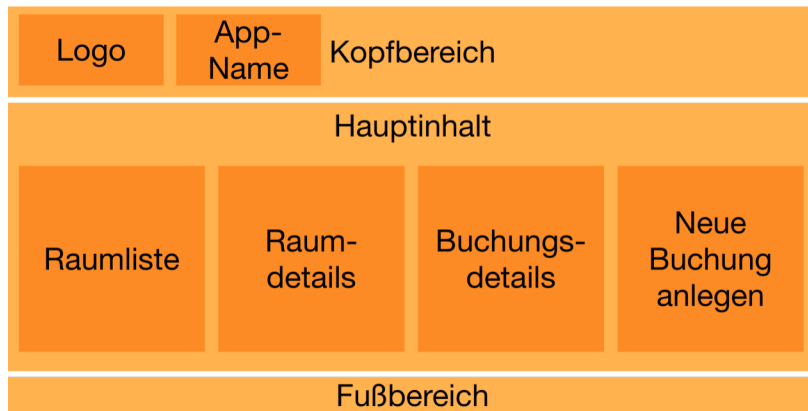 Logo
App-
Name
Kopfbereich
Hauptinhalt
Raumliste
Raum-
details
Buchungs-
details
Neue
Buchung
anlegen
Fußbereich